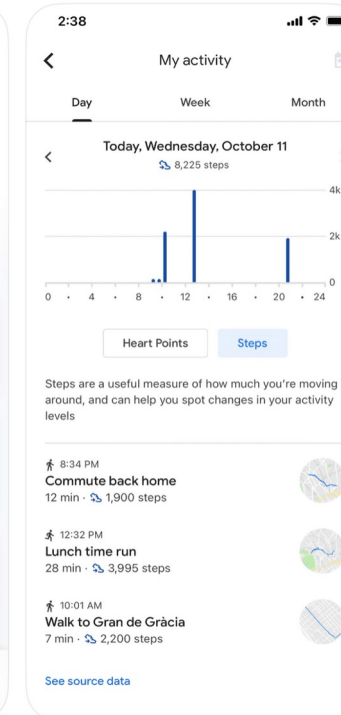 2:38
My activity
Day Week Month
Today, Wednesday, October 11
8,225 steps
4k
2k
0
0 · 4 · 8 · 12 · 16 · 20 · 24
Heart Points Steps
Steps are a useful measure of how much you're moving
around, and can help you spot changes in your activity
levels
8:34 PM
Commute back home
12 min · 1,900 steps
12:32 PM
Lunch time run
28 min · 3,995 steps
10:01 AM
Walk to Gran de Gràcia
7 min · 2,200 steps
See source data